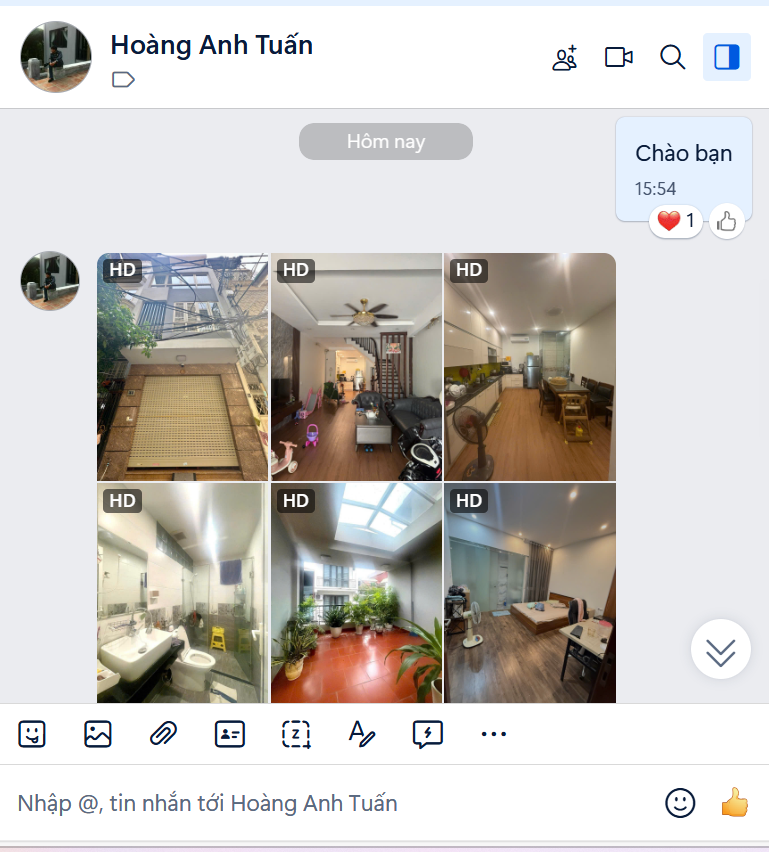 Hoàng Anh Tuấn
Hôm nay
Chào bạn
15:54
1
HD
HD
HD
HD
HD
HD
Nhập @, tin nhắn tới Hoàng Anh Tuấn